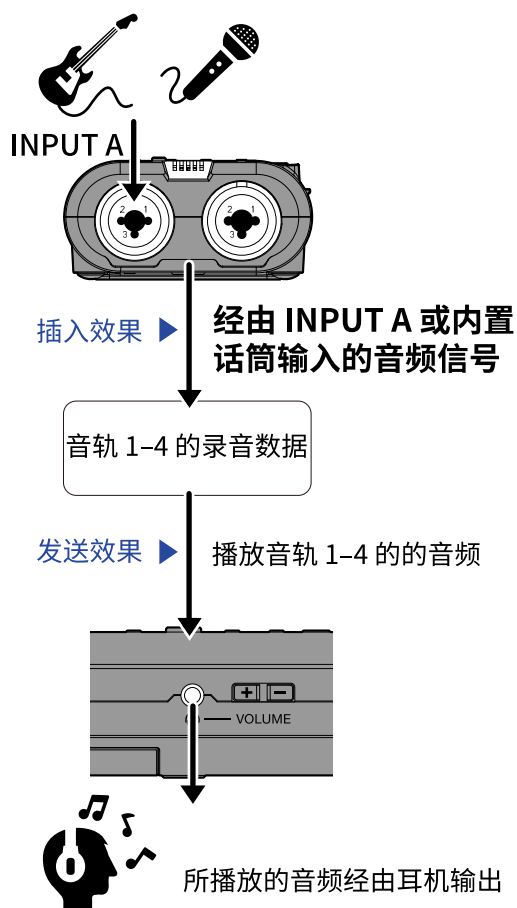 INPUT A
2 1
3
2 1
3
插入效果
经由 INPUT A 或内置
话筒输入的音频信号
音轨 1–4 的录音数据
发送效果
播放音轨 1–4 的的音频
+ −
VOLUME
所播放的音频经由耳机输出